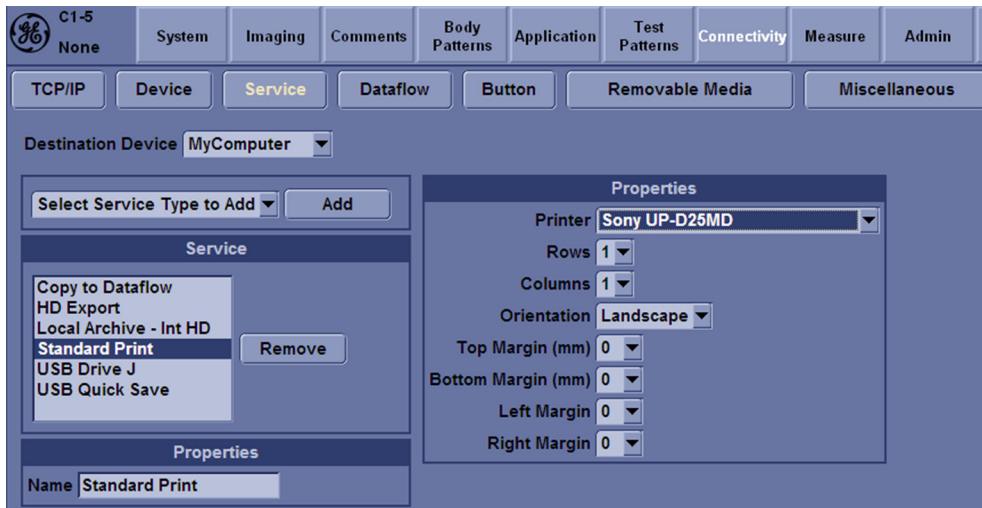 C1-5
None
System
Imaging
Comments
Body
Patterns
Application
Test
Patterns
Connectivity
Measure
Admin
TCP/IP
Device
Service
Dataflow
Button
Removable Media
Miscellaneous
Destination Device MyComputer
Select Service Type to Add
Add
Service
Copy to Dataflow
HD Export
Local Archive - Int HD
Standard Print
USB Drive J
USB Quick Save
Remove
Properties
Name Standard Print
Properties
Printer Sony UP-D25MD
Rows 1
Columns 1
Orientation Landscape
Top Margin (mm) 0
Bottom Margin (mm) 0
Left Margin 0
Right Margin 0